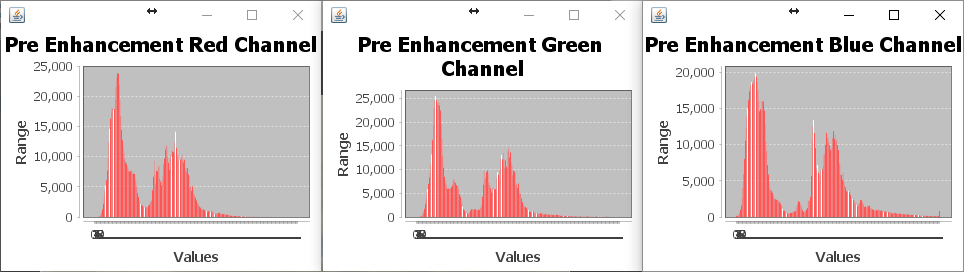 Pre Enhancement Red Channel
25,000
20,000
15,000
10,000
5,000
0
Range
Values
Pre Enhancement Green
Channel
25,000
20,000
15,000
10,000
5,000
0
Range
Values
Pre Enhancement Blue Channel
20,000
15,000
10,000
5,000
0
Range
Values